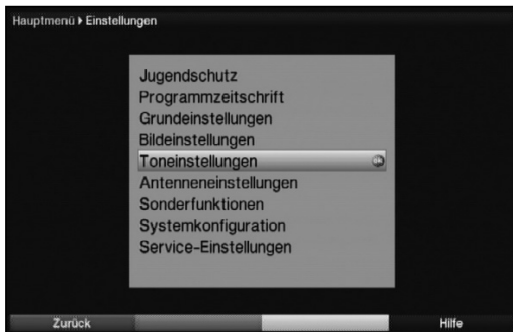 Hauptmenü ▸ Einstellungen
Jugendschutz
Programmzeitschrift
Grundeinstellungen
Bildeinstellungen
Toneinstellungen
Antenneneinstellungen
Sonderfunktionen
Systemkonfiguration
Service-Einstellungen
Zurück Hilfe